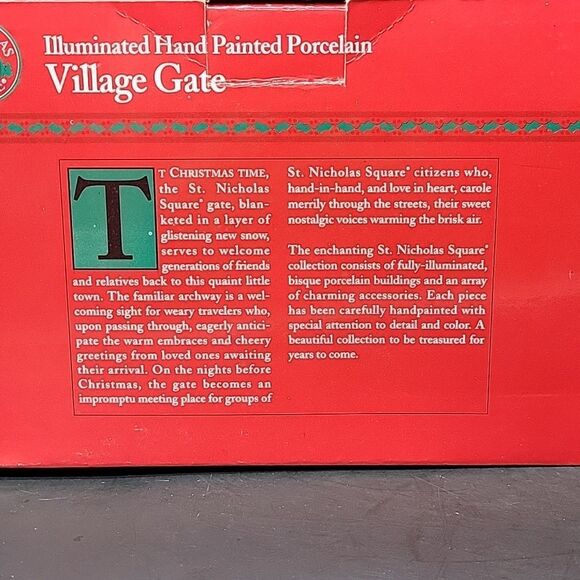 AS
Illuminated Hand Painted Porcelain
Village Gate
T T CHRISTMAS TIME,
the St. Nicholas
Square® gate, blan-
keted in a layer of
glistening new snow,
serves to welcome
generations of friends
and relatives back to this quaint little
town. The familiar archway is a wel-
coming sight for weary travelers who,
upon passing through, eagerly antici-
pate the warm embraces and cheery
greetings from loved ones awaiting
their arrival. On the nights before
Christmas, the gate becomes an
impromptu meeting place for groups of
St. Nicholas Square® citizens who,
hand-in-hand, and love in heart, carole
merrily through the streets, their sweet
nostalgic voices warming the brisk air.
The enchanting St. Nicholas Square®
collection consists of fully-illuminated,
bisque porcelain buildings and an array
of charming accessories. Each piece
has been carefully handpainted with
special attention to detail and color. A
beautiful collection to be treasured for
years to come.